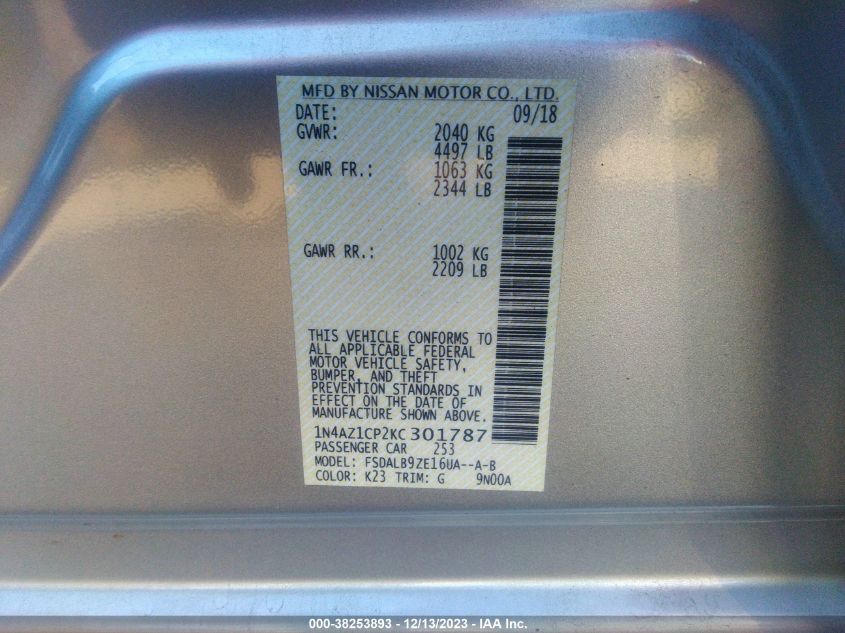 MFD BY NISSAN MOTOR CO., LTD.
DATE: 09/18
GVWR: 2040 KG
4497 LB
GAWR FR.: 1063 KG
2344 LB
GAWR RR.: 1002 KG
2209 LB
THIS VEHICLE CONFORMS TO
ALL APPLICABLE FEDERAL
MOTOR VEHICLE SAFETY,
BUMPER, AND THEFT
PREVENTION STANDARDS IN
EFFECT ON THE DATE OF
MANUFACTURE SHOWN ABOVE.
1N4AZ1CP2KC301787
PASSENGER CAR 253
MODEL: FSDALB9ZE16UA--A-B
COLOR: K23 TRIM: G 9N00A
000-38253893 - 12/13/2023 - IAA Inc.